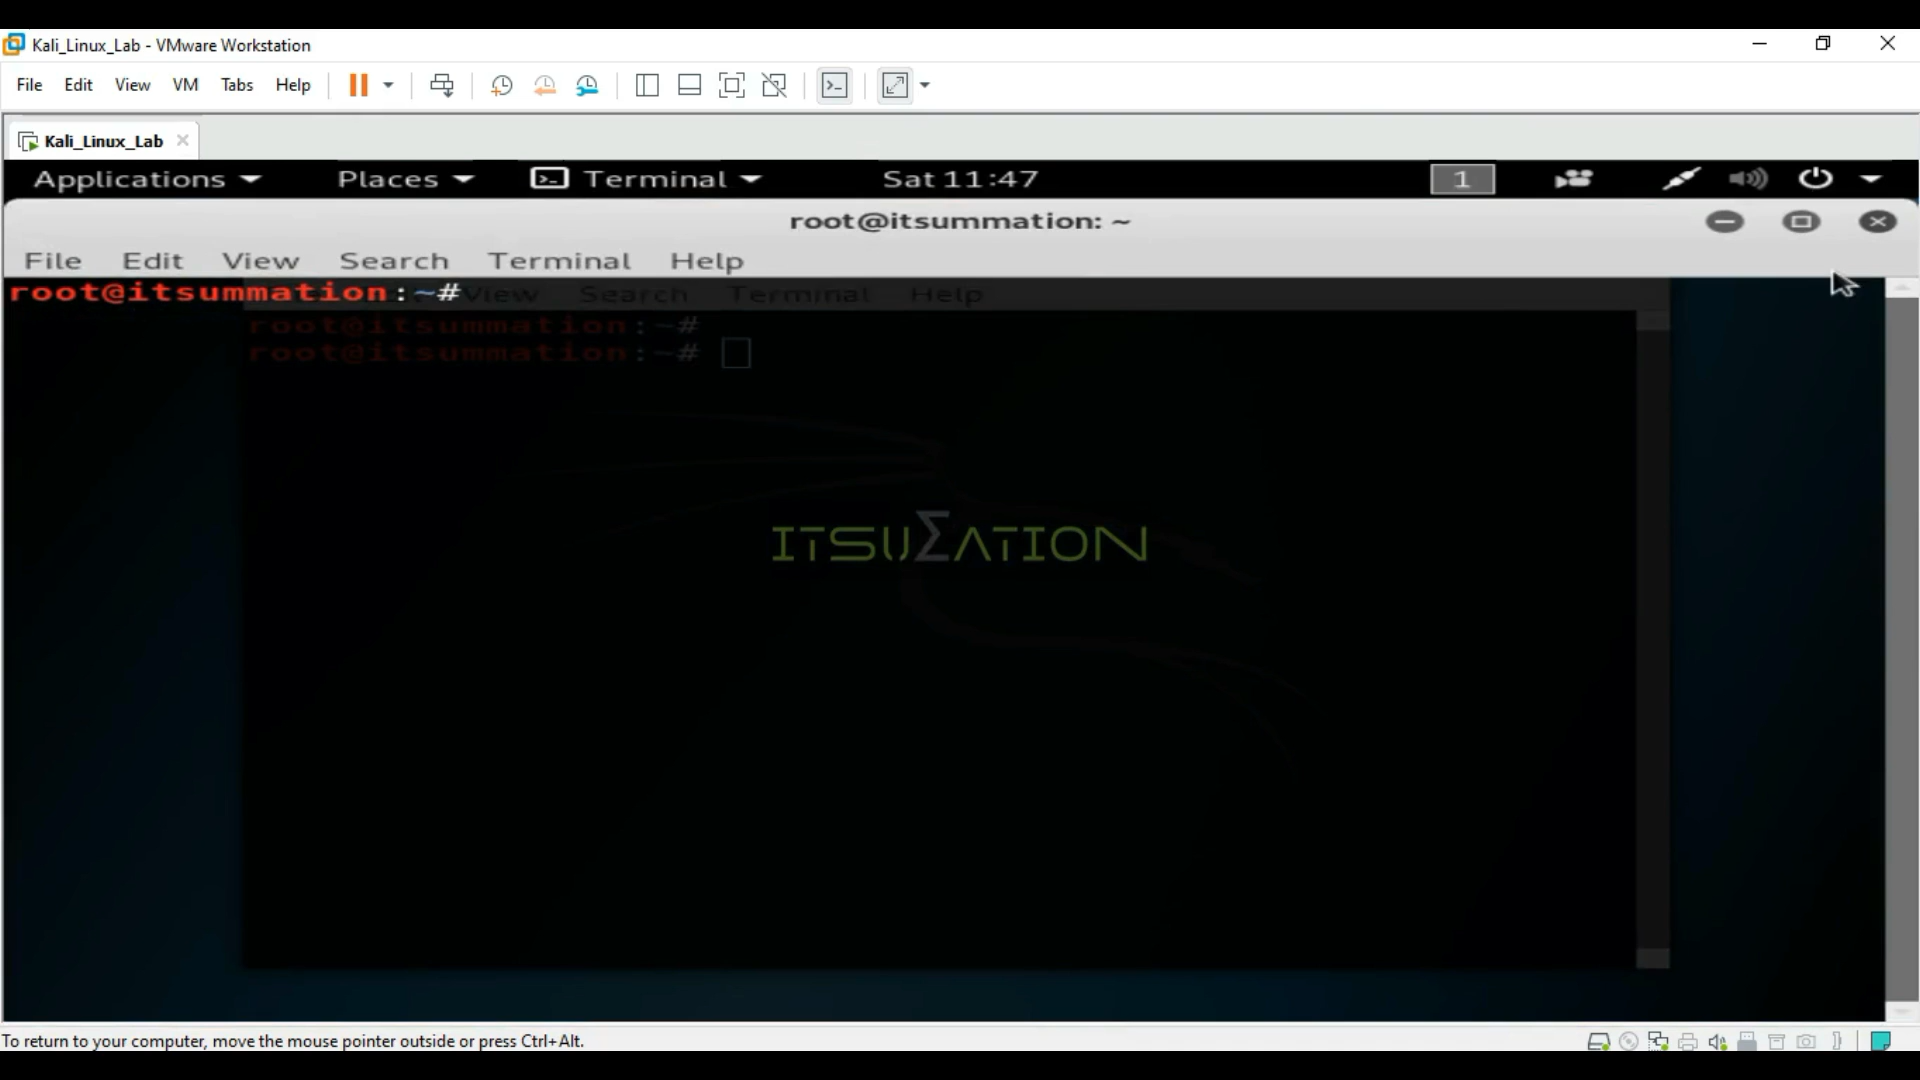 Kali_Linux_Lab - VMware Workstation
File Edit View VM Tabs Help
Kali_Linux_Lab
Applications Places Terminal Sat 11:47 1
root@itsummation: ~
File Edit View Search Terminal Help
root@itsummation:~#
View Search Terminal Help
root@itsummation:~#
root@itsummation:~#
ITSUΣATION
To return to your computer, move the mouse pointer outside or press Ctrl+Alt.